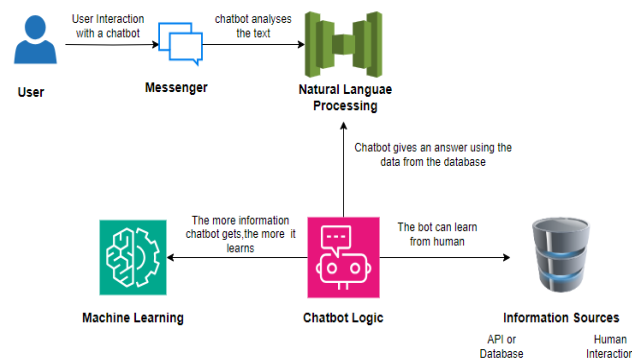 User Interaction
with a chatbot
chatbot analyses
the text
User
Messenger
Natural Languae
Processing
Chatbot gives an answer using the
data from the database
The more information
chatbot gets,the more it
learns
The bot can learn
from human
Machine Learning
Chatbot Logic
Information Sources
API or
Database
Human
Interaction